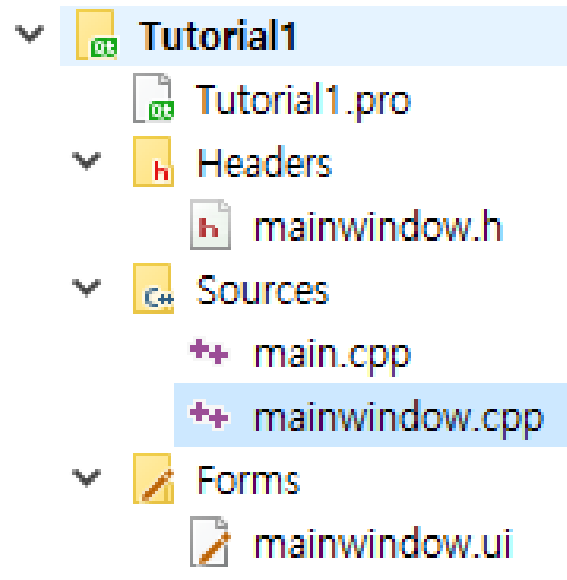 Tutorial1
Tutorial1.pro
Headers
mainwindow.h
Sources
main.cpp
mainwindow.cpp
Forms
mainwindow.ui